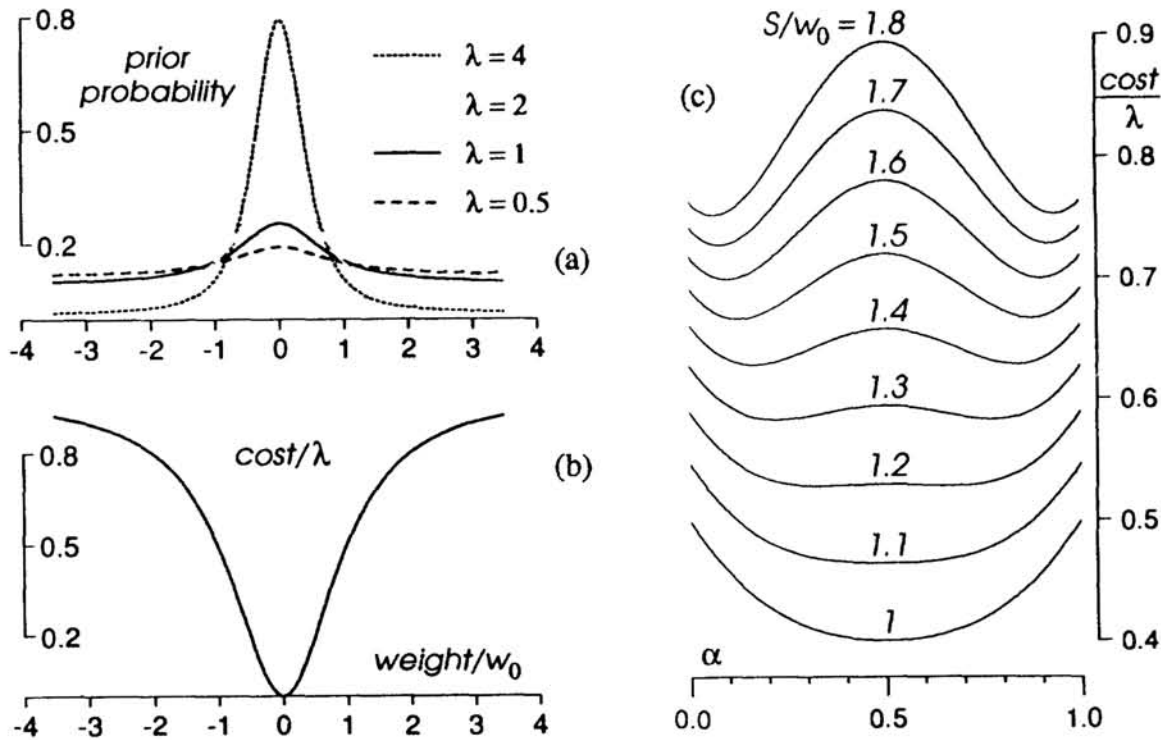 0.8
prior
probability
λ = 4
λ = 2
0.5
λ = 1
λ = 0.5
0.2
(a)
-4 -3 -2 -1 0 1 2 3 4
0.8
cost/λ
(b)
0.5
0.2
weight/w₀
-4 -3 -2 -1 0 1 2 3 4
S/w₀ = 1.8
0.9
(c)
cost
λ
1.7
0.8
1.6
1.5
0.7
1.4
1.3
0.6
1.2
0.5
1.1
1
0.4
α
0.0 0.5 1.0